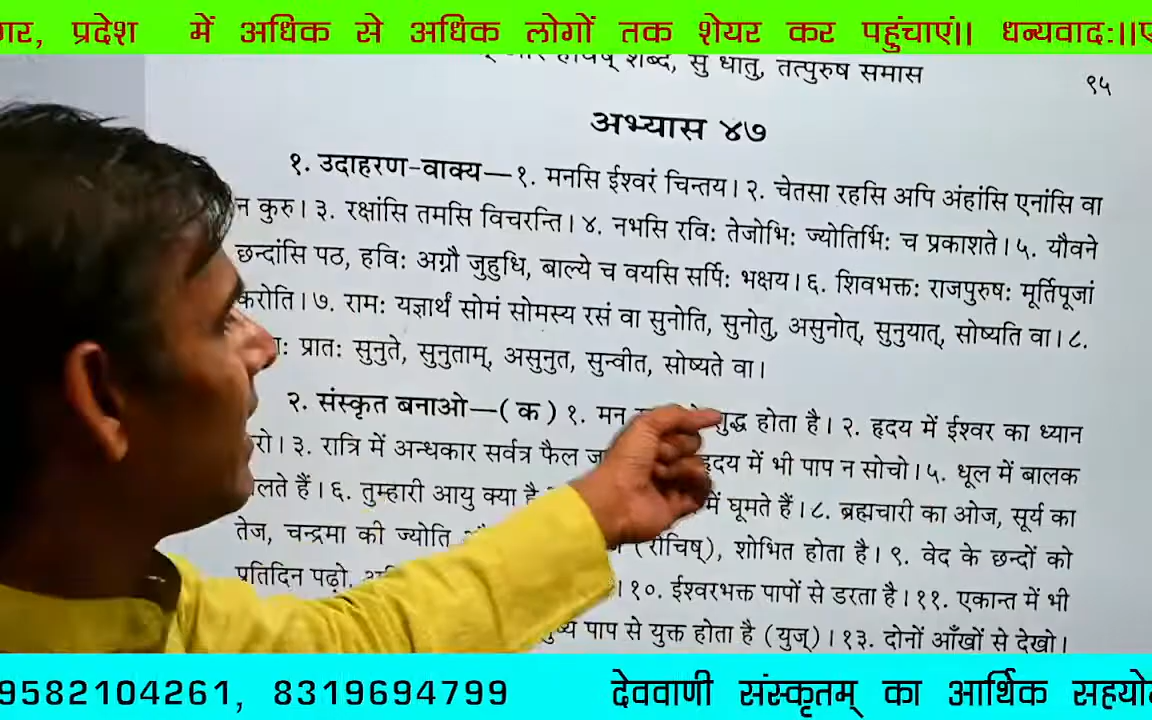 प्रदेश में अधिक से अधिक लोगों तक शेयर कर पहुंचाएं॥ धन्यवादः॥
शब्द, सु धातु, तत्पुरुष समास
९५
अभ्यास ४७
१. उदाहरण-वाक्य—१. मनसि ईश्वरं चिन्तय। २. चेतसा रहसि अपि अंहांसि एनांसि वा
न कुरु। ३. रक्षांसि तमसि विचरन्ति। ४. नभसि रविः तेजोभिः ज्योतिर्भिः च प्रकाशते। ५. यौवने
छन्दांसि पठ, हविः अग्नौ जुहुधि, बाल्ये च वयसि सर्पिः भक्षय। ६. शिवभक्तः राजपुरुषः मूर्तिपूजां
करोति। ७. रामः यज्ञार्थं सोमं सोमस्य रसं वा सुनोति, सुनोतु, असुनोत्, सुनुयात्, सोष्यति वा। ८.
प्रातः सुनुते, सुनुताम्, असुनुत, सुन्वीत, सोष्यते वा।
२. संस्कृत बनाओ—(क) १. मन शुद्ध होता है। २. हृदय में ईश्वर का ध्यान
३. रात्रि में अन्धकार सर्वत्र फैल हृदय में भी पाप न सोचो। ५. धूल में बालक
हैं। ६. तुम्हारी आयु क्या है में घूमते हैं। ८. ब्रह्मचारी का ओज, सूर्य का
तेज, चन्द्रमा की ज्योति (रोचिष्), शोभित होता है। ९. वेद के छन्दों को
प्रतिदिन पढ़ो, १०. ईश्वरभक्त पापों से डरता है। ११. एकान्त में भी
पाप से युक्त होता है (युज्)। १३. दोनों आँखों से देखो।
9582104261, 8319694799 देववाणी संस्कृतम् का आर्थिक